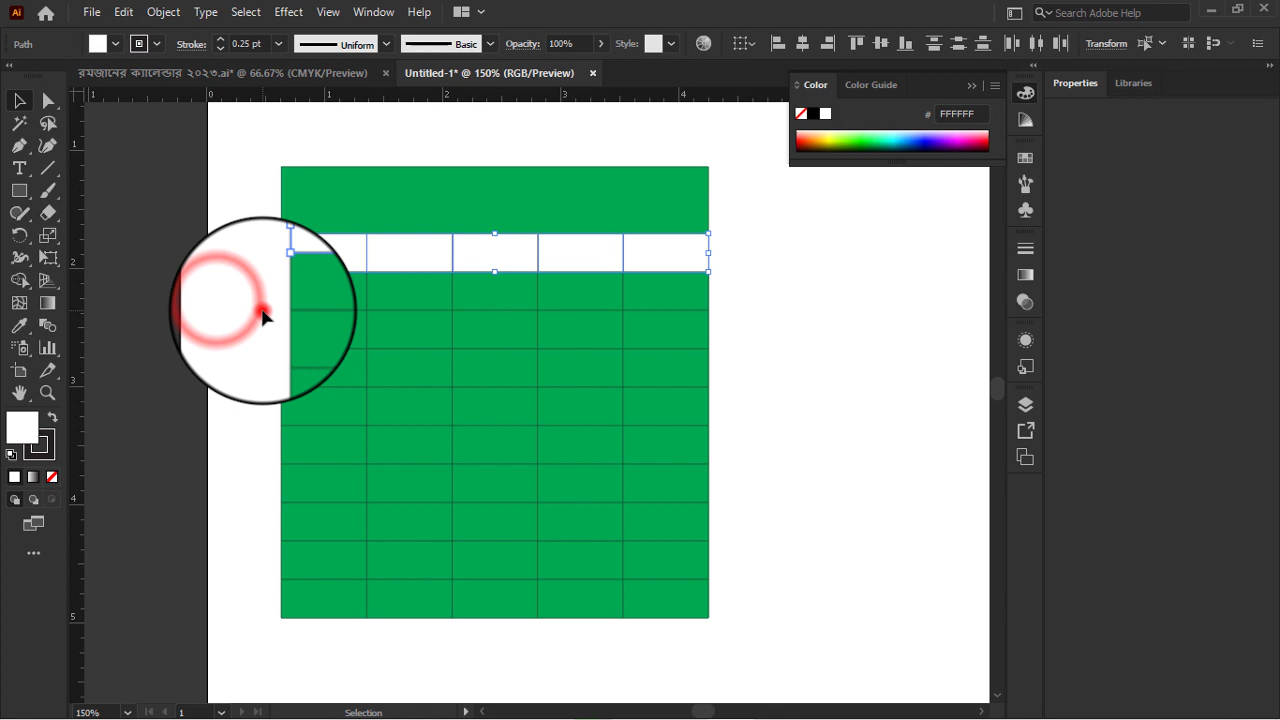 Ai File Edit Object Type Select Effect View Window Help Search Adobe Help
Path Stroke: 0.25 pt Uniform Basic Opacity: 100% Style: Transform
রমজানের ক্যালেন্ডার ২০২৩.ai* @ 66.67% (CMYK/Preview) × Untitled-1* @ 150% (RGB/Preview) ×
Color Color Guide Properties Libraries
# FFFFFF
1 0 1 2 3 4
1
2
3
4
5
150% 1 Selection